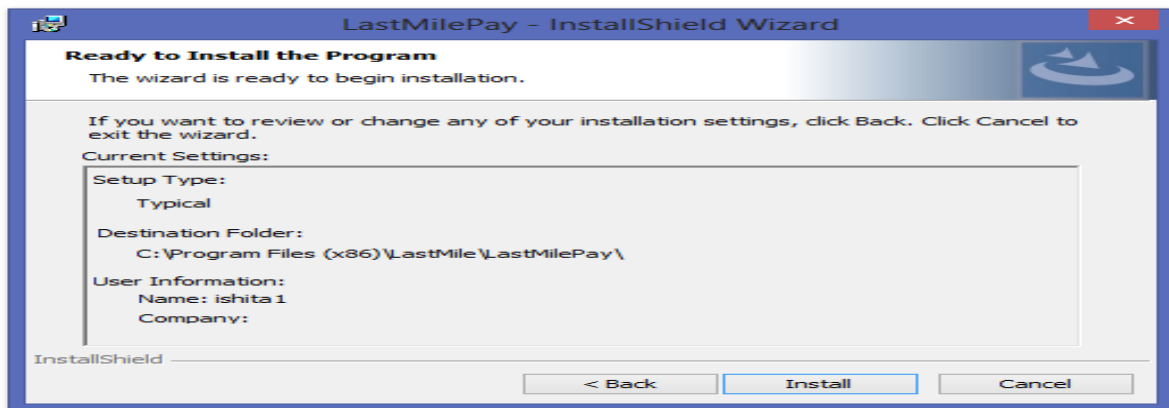 LastMilePay - InstallShield Wizard
Ready to Install the Program
The wizard is ready to begin installation.
If you want to review or change any of your installation settings, click Back. Click Cancel to
exit the wizard.
Current Settings:
Setup Type:
Typical
Destination Folder:
C:\Program Files (x86)\LastMile\LastMilePay\
User Information:
Name: ishita1
Company:
InstallShield
< Back
Install
Cancel